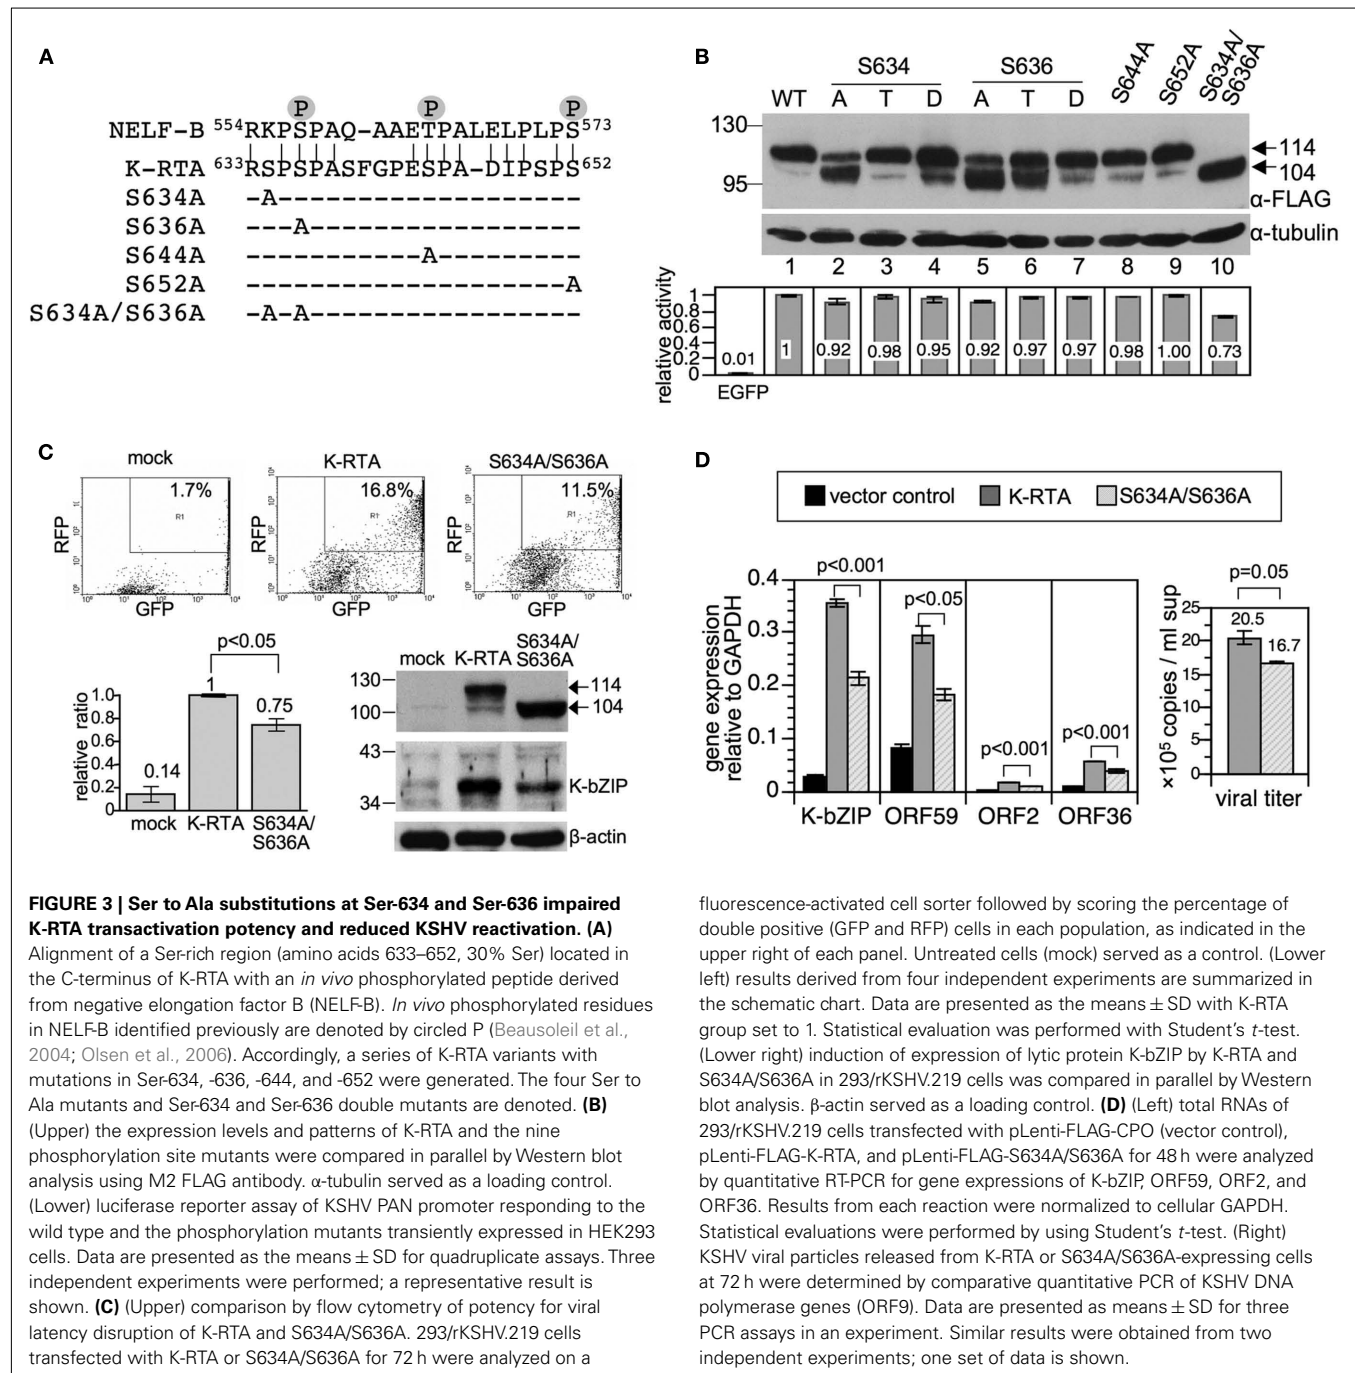 A
P P P
NELF-B 554RKPSPAQ-AAETPALELPLPS573
K-RTA 633RSPSPASFGPESPA-DIPSPS652
S634A -SA------------------
S636A ---A----------------
S644A -----------A--------
S652A -------------------A
S634A/S636A -A-A----------------
B
S634 S636 S644A S652A S634A/S636A
WT A T D A T D
130
95
114
104
α-FLAG
α-tubulin
1 2 3 4 5 6 7 8 9 10
relative activity
1
0.8
0.6
0.4
0.2
0
0.01 1 0.92 0.98 0.95 0.92 0.97 0.97 0.98 1.00 0.73
EGFP
C
mock K-RTA S634A/S636A
1.7% 16.8% 11.5%
R1 R1 R1
RFP RFP RFP
GFP GFP GFP
p<0.05
relative ratio
1.0
0.8
0.6
0.4
0.2
0
0.14 1 0.75
mock K-RTA S634A/
S636A
mock K-RTA S634A/
S636A
130
100
114
104
43
34
K-bZIP
β-actin
D
vector control K-RTA S634A/S636A
gene expression
relative to GAPDH
0.4
0.3
0.2
0.1
0
p<0.001
p<0.05
p<0.001
p<0.001
K-bZIP ORF59 ORF2 ORF36
p=0.05
×10⁵ copies / ml sup
25
20
15
10
5
0
20.5
16.7
viral titer
FIGURE 3 | Ser to Ala substitutions at Ser-634 and Ser-636 impaired
K-RTA transactivation potency and reduced KSHV reactivation. (A)
Alignment of a Ser-rich region (amino acids 633–652, 30% Ser) located in
the C-terminus of K-RTA with an in vivo phosphorylated peptide derived
from negative elongation factor B (NELF-B). In vivo phosphorylated residues
in NELF-B identified previously are denoted by circled P (Beausoleil et al.,
2004; Olsen et al., 2006). Accordingly, a series of K-RTA variants with
mutations in Ser-634, -636, -644, and -652 were generated. The four Ser to
Ala mutants and Ser-634 and Ser-636 double mutants are denoted. (B)
(Upper) the expression levels and patterns of K-RTA and the nine
phosphorylation site mutants were compared in parallel by Western blot
analysis using M2 FLAG antibody. α-tubulin served as a loading control.
(Lower) luciferase reporter assay of KSHV PAN promoter responding to the
wild type and the phosphorylation mutants transiently expressed in HEK293
cells. Data are presented as the means ± SD for quadruplicate assays. Three
independent experiments were performed; a representative result is
shown. (C) (Upper) comparison by flow cytometry of potency for viral
latency disruption of K-RTA and S634A/S636A. 293/rKSHV.219 cells
transfected with K-RTA or S634A/S636A for 72 h were analyzed on a
fluorescence-activated cell sorter followed by scoring the percentage of
double positive (GFP and RFP) cells in each population, as indicated in the
upper right of each panel. Untreated cells (mock) served as a control. (Lower
left) results derived from four independent experiments are summarized in
the schematic chart. Data are presented as the means ± SD with K-RTA
group set to 1. Statistical evaluation was performed with Student's t-test.
(Lower right) induction of expression of lytic protein K-bZIP by K-RTA and
S634A/S636A in 293/rKSHV.219 cells was compared in parallel by Western
blot analysis. β-actin served as a loading control. (D) (Left) total RNAs of
293/rKSHV.219 cells transfected with pLenti-FLAG-CPO (vector control),
pLenti-FLAG-K-RTA, and pLenti-FLAG-S634A/S636A for 48 h were analyzed
by quantitative RT-PCR for gene expressions of K-bZIP, ORF59, ORF2, and
ORF36. Results from each reaction were normalized to cellular GAPDH.
Statistical evaluations were performed by using Student's t-test. (Right)
KSHV viral particles released from K-RTA or S634A/S636A-expressing cells
at 72 h were determined by comparative quantitative PCR of KSHV DNA
polymerase genes (ORF9). Data are presented as means ± SD for three
PCR assays in an experiment. Similar results were obtained from two
independent experiments; one set of data is shown.